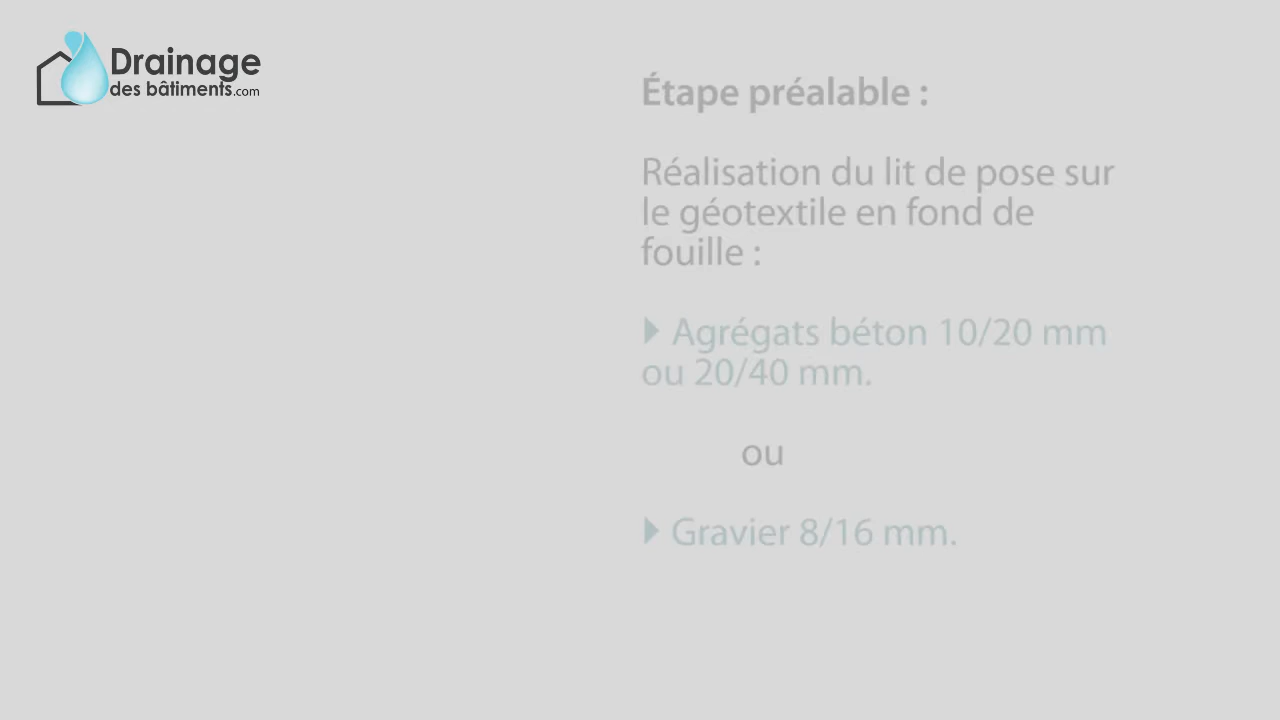 Drainage
des bâtiments.com
Étape préalable :
Réalisation du lit de pose sur
le géotextile en fond de
fouille :
Agrégats béton 10/20 mm
ou 20/40 mm.
ou
Gravier 8/16 mm.